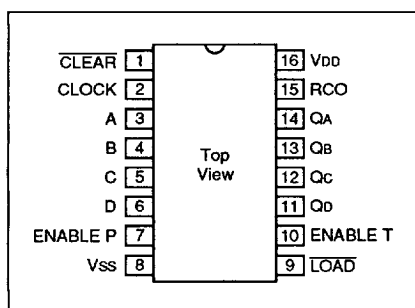 CLEAR 1 16 VDD
CLOCK 2 15 RCO
A 3 14 QA
B 4 13 QB
Top
C 5 12 QC
View
D 6 11 QD
ENABLE P 7 10 ENABLE T
VSS 8 9 LOAD